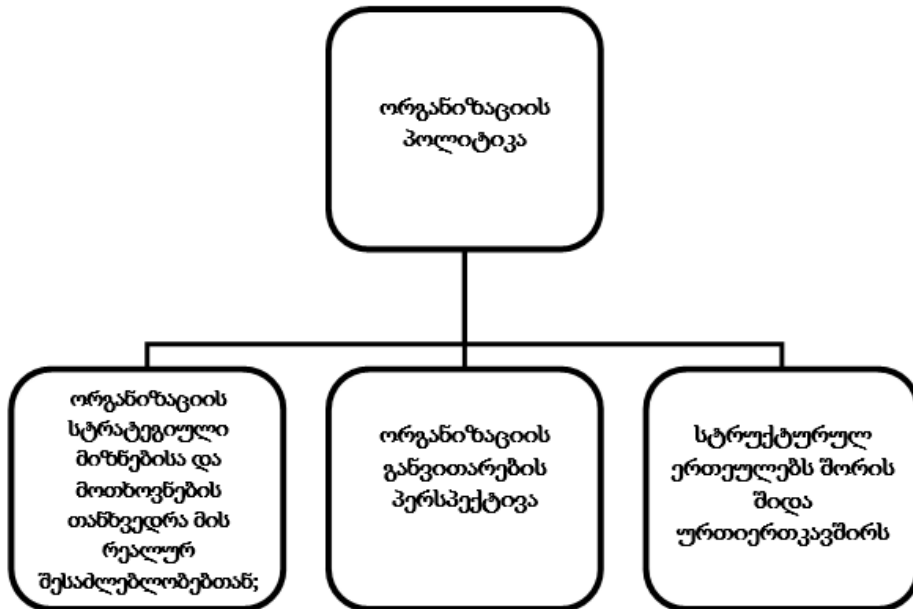 ორგანიზაციის
პოლიტიკა
ორგანიზაციის
სტრატეგიული
მიზნებისა და
მოთხოვნების
თანხვედრა მის
რეალურ
შესაძლებლობებთან;
ორგანიზაციის
განვითარების
პერსპექტივა
სტრუქტურულ
ერთეულებს შორის
შიდა
ურთიერთკავშირს